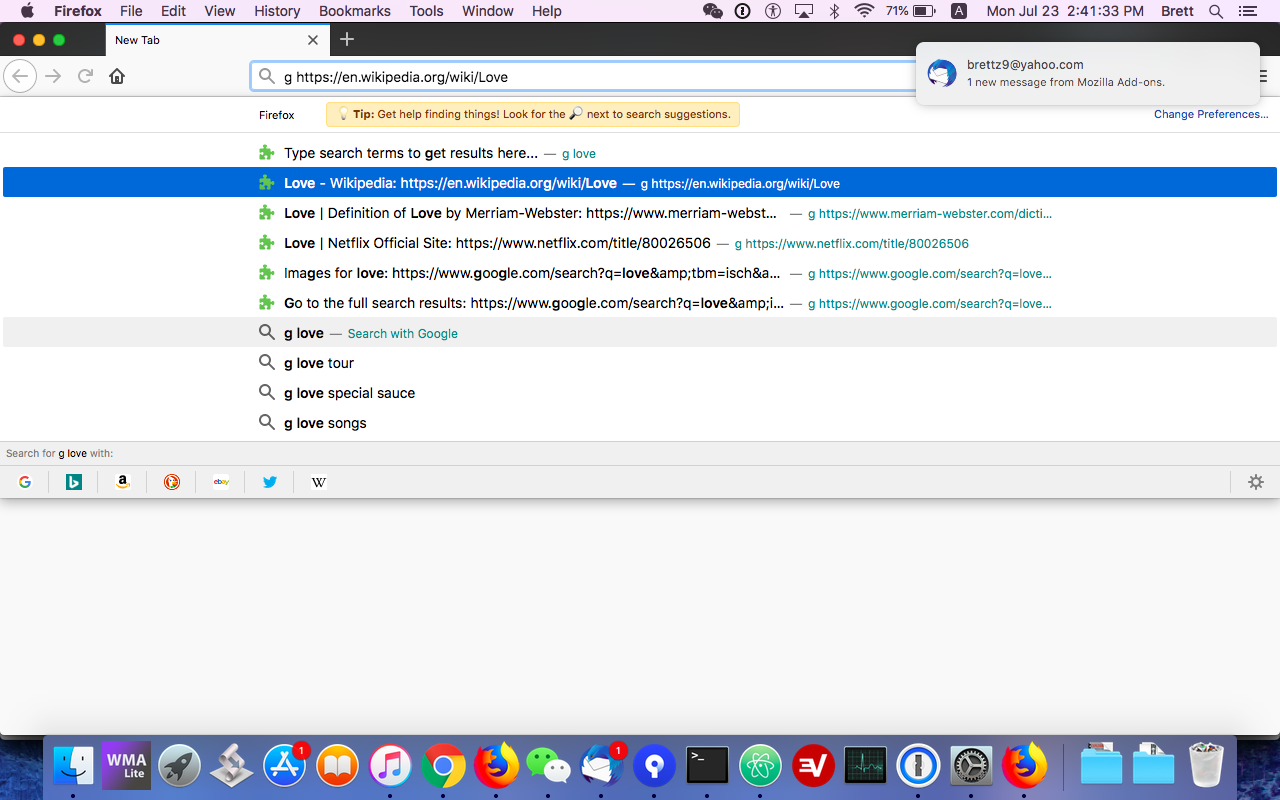 Firefox File Edit View History Bookmarks Tools Window Help 71% A Mon Jul 23 2:41:33 PM Brett
New Tab
g https://en.wikipedia.org/wiki/Love
brettz9@yahoo.com
1 new message from Mozilla Add-ons.
Firefox
Tip: Get help finding things! Look for the 🔎 next to search suggestions.
Change Preferences...
Type search terms to get results here... — g love
Love - Wikipedia: https://en.wikipedia.org/wiki/Love — g https://en.wikipedia.org/wiki/Love
Love | Definition of Love by Merriam-Webster: https://www.merriam-webst... — g https://www.merriam-webster.com/dicti...
Love | Netflix Official Site: https://www.netflix.com/title/80026506 — g https://www.netflix.com/title/80026506
Images for love: https://www.google.com/search?q=love&amp;tbm=isch&a... — g https://www.google.com/search?q=love...
Go to the full search results: https://www.google.com/search?q=love&amp;i... — g https://www.google.com/search?q=love...
g love — Search with Google
g love tour
g love special sauce
g love songs
Search for g love with:
G b a ebay W
WMA
Lite
1
1
>_